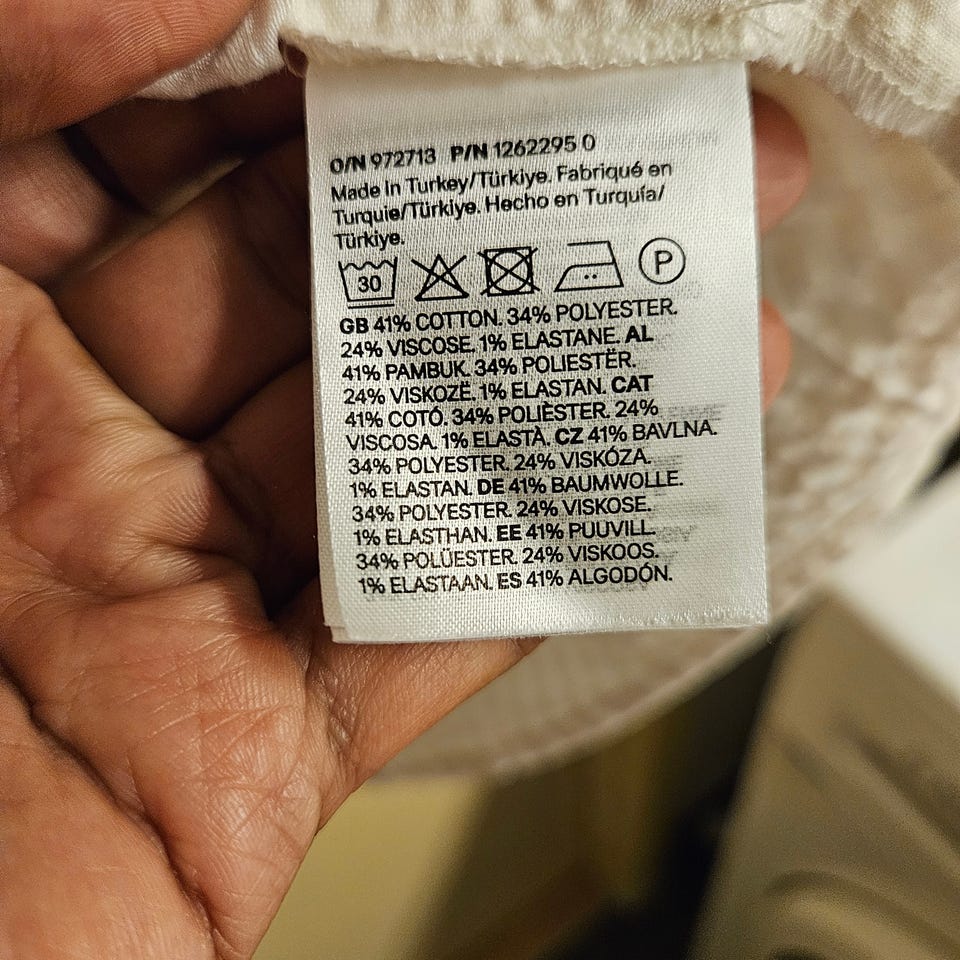 O/N 972713 P/N 1262295 0
Made in Turkey/Türkiye. Fabriqué en
Turquie/Türkiye. Hecho en Turquía/
Türkiye.
30 P
GB 41% COTTON. 34% POLYESTER.
24% VISCOSE. 1% ELASTANE. AL
41% PAMBUK. 34% POLIESTËR.
24% VISKOZË. 1% ELASTAN. CAT
41% COTÓ. 34% POLIÈSTER. 24%
VISCOSA. 1% ELASTÀ. CZ 41% BAVLNA.
34% POLYESTER. 24% VISKÓZA.
1% ELASTAN. DE 41% BAUMWOLLE.
34% POLYESTER. 24% VISKOSE.
1% ELASTHAN. EE 41% PUUVILL.
34% POLÜESTER. 24% VISKOOS.
1% ELASTAAN. ES 41% ALGODÓN.